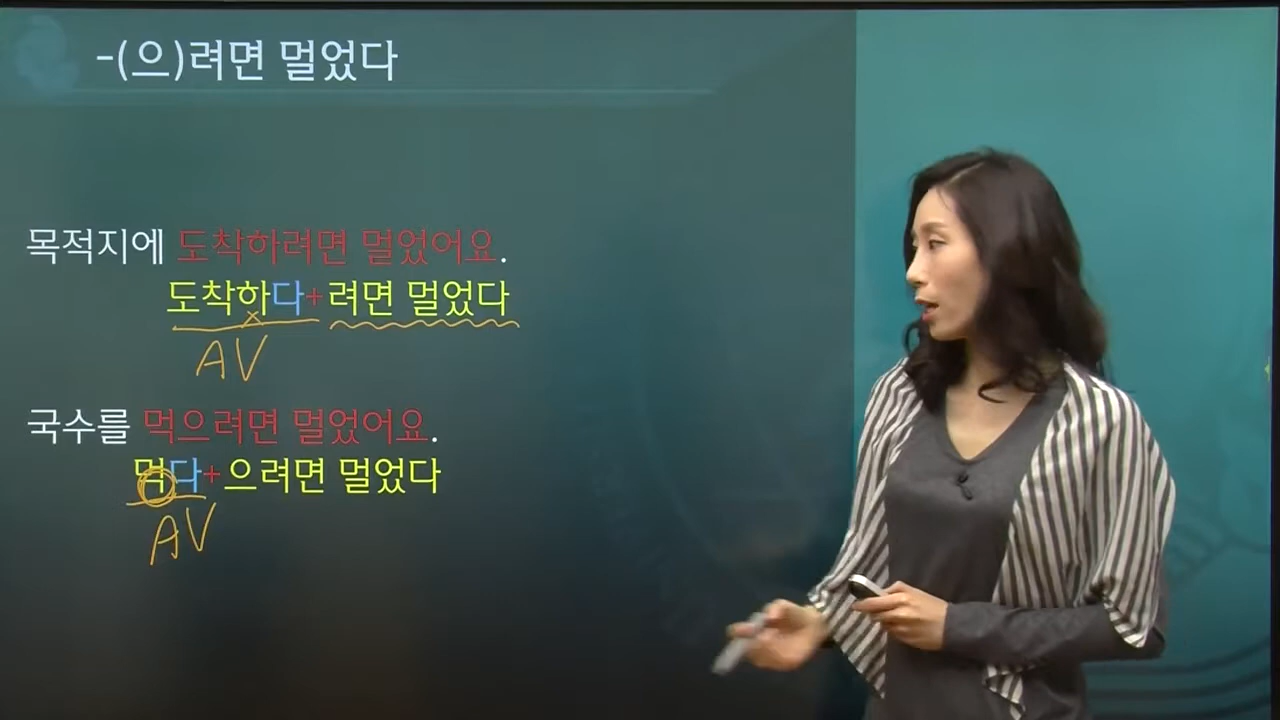 -(으)려면 멀었다
목적지에 도착하려면 멀었어요.
도착하다+려면 멀었다
AV
국수를 먹으려면 멀었어요.
먹다+으려면 멀었다
AV